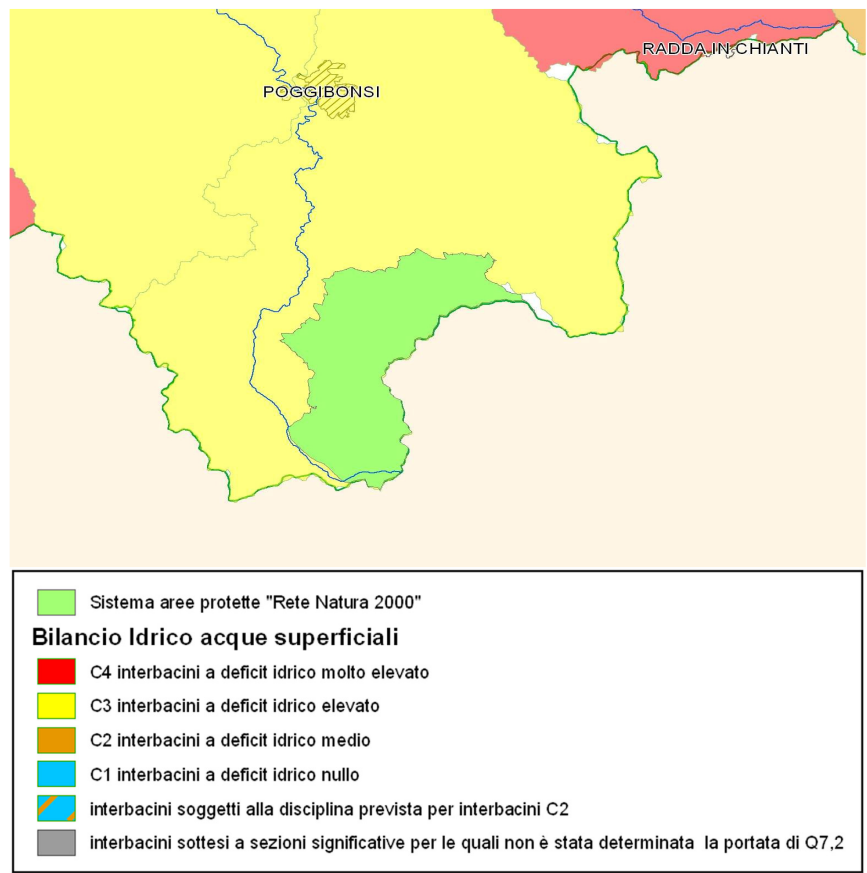 RADDA IN CHIANTI
POGGIBONSI
Sistema aree protette "Rete Natura 2000"
Bilancio Idrico acque superficiali
C4 interbacini a deficit idrico molto elevato
C3 interbacini a deficit idrico elevato
C2 interbacini a deficit idrico medio
C1 interbacini a deficit idrico nullo
interbacini soggetti alla disciplina prevista per interbacini C2
interbacini sottesi a sezioni significative per le quali non è stata determinata la portata di Q7,2